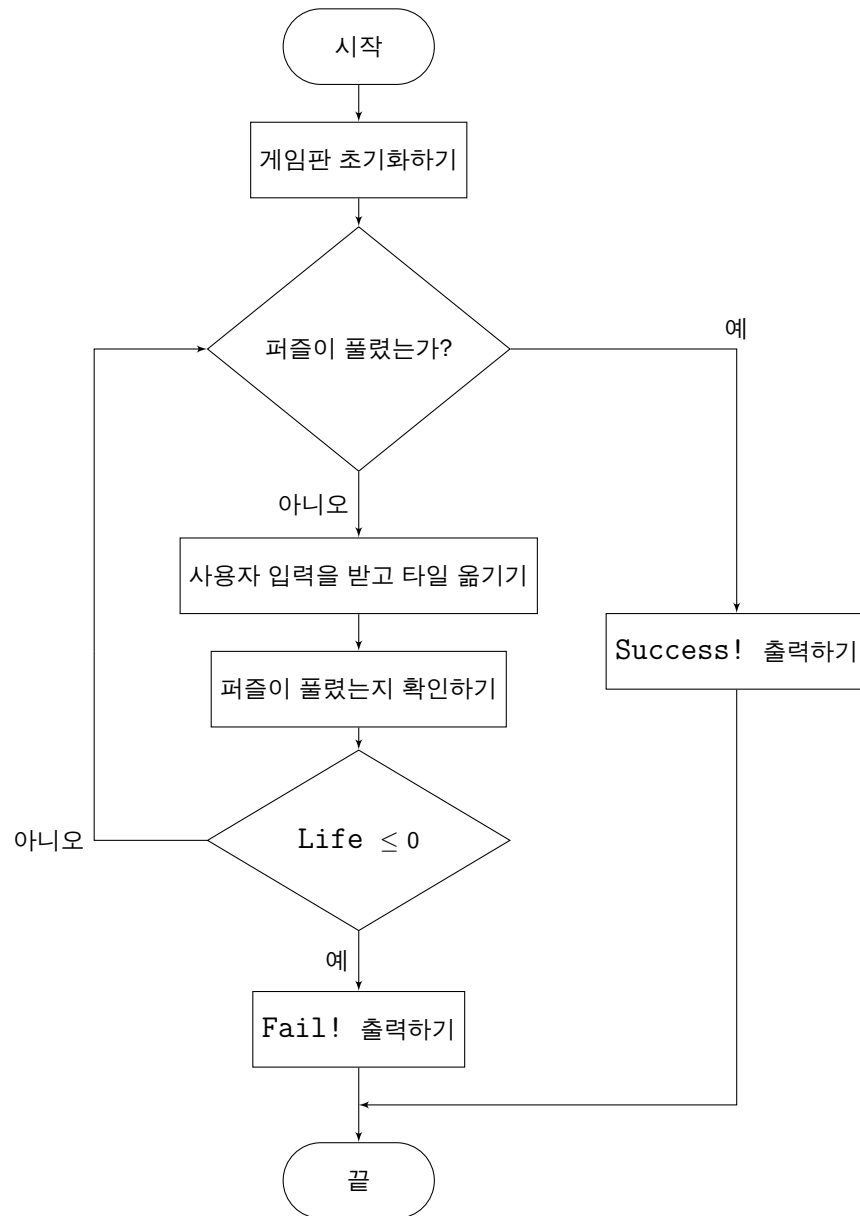 시작
게임판 초기화하기
퍼즐이 풀렸는가?
예
아니오
사용자 입력을 받고 타일 옮기기
Success! 출력하기
퍼즐이 풀렸는지 확인하기
아니오
Life ≤ 0
예
Fail! 출력하기
끝